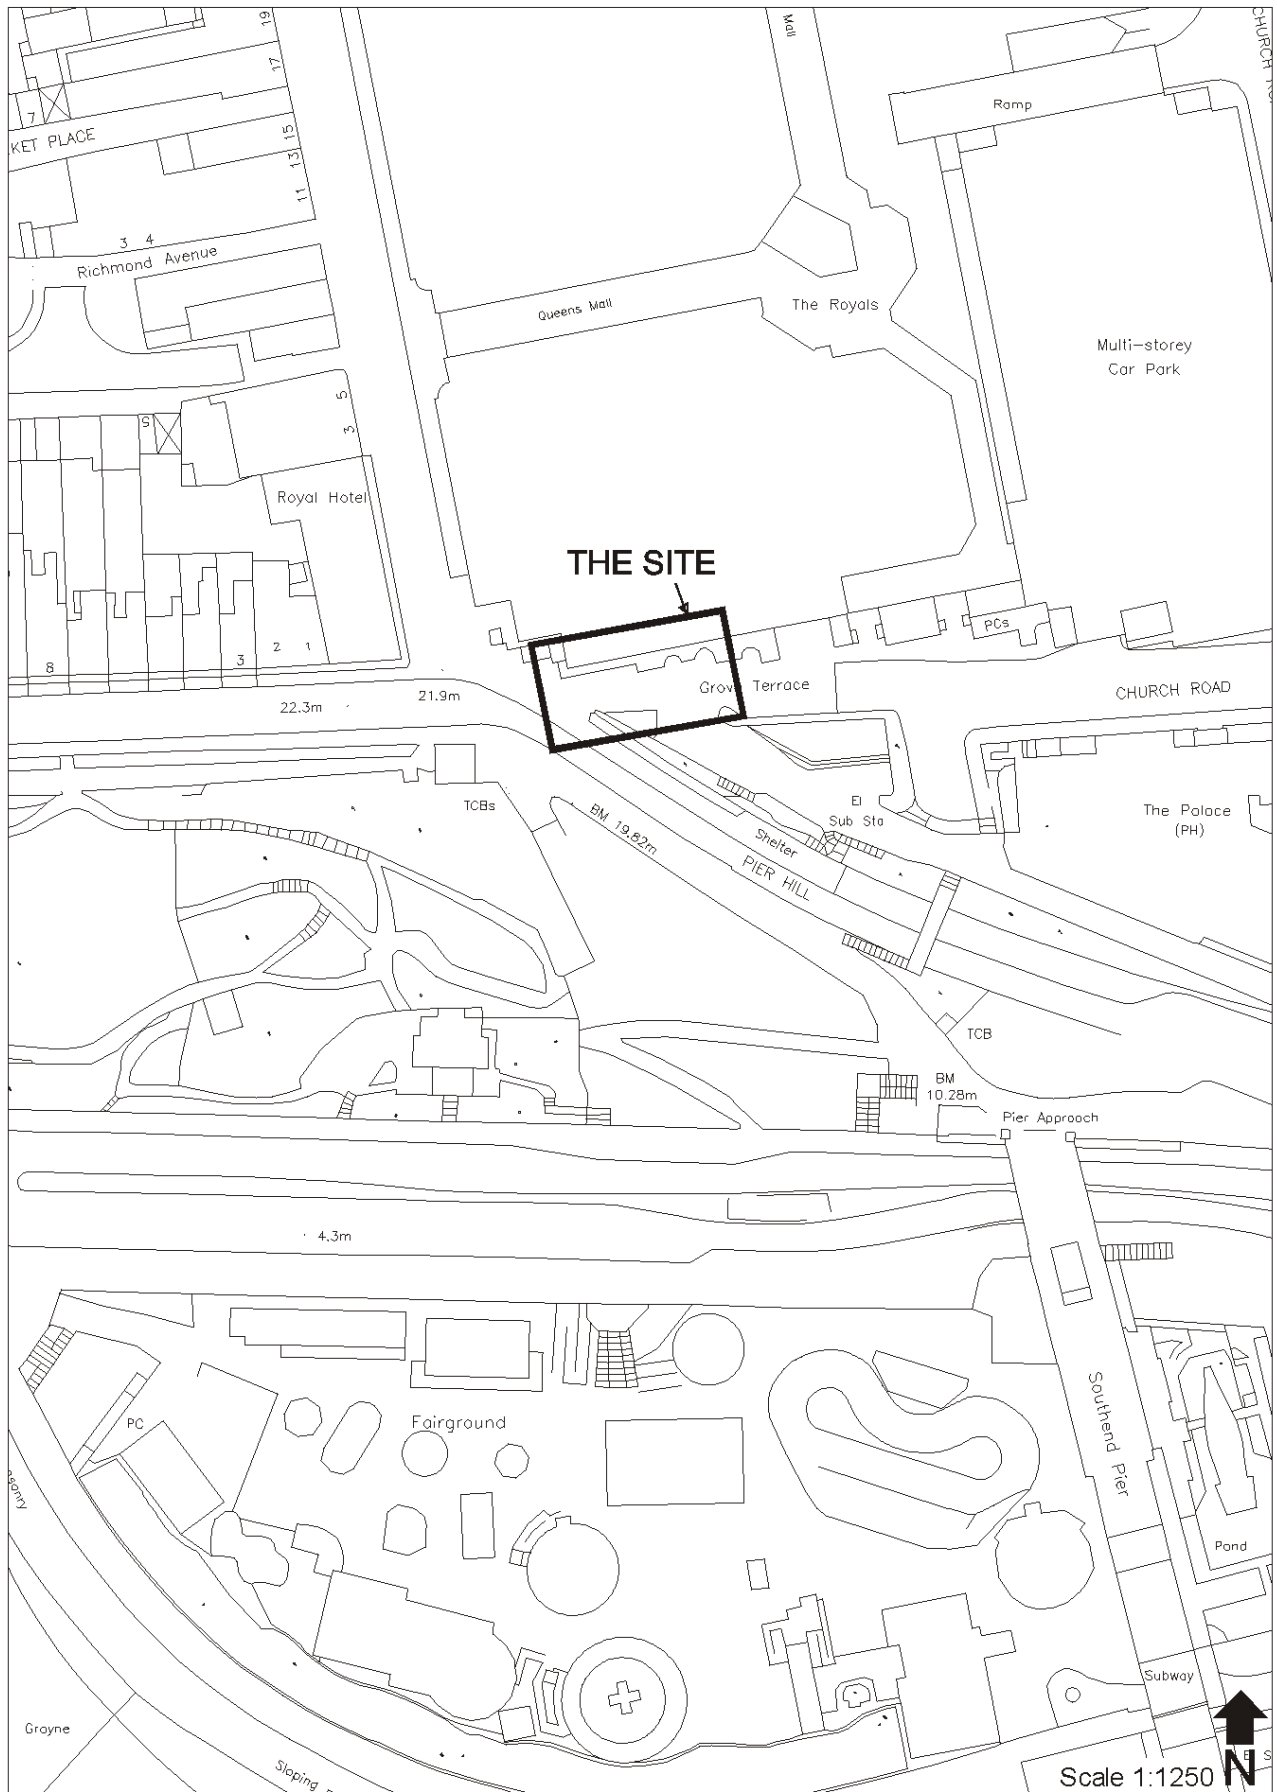 19
Mall
CHURCH
17
7
Ramp
KET PLACE
15
13
11
3 4
Richmond Avenue
Queens Mall
The Royals
Multi-storey
Car Park
5
5
3
Royal Hotel
THE SITE
PCs
8
3
2
1
Grove Terrace
CHURCH ROAD
21.9m
22.3m
TCBs
BM 19.82m
El
Sub Sta
The Palace
(PH)
Shelter
PIER HILL
TCB
BM
10.28m
Pier Approach
4.3m
Southend Pier
PC
Fairground
asonry
Pond
Subway
Groyne
Sloping
E S
N
Scale 1:1250